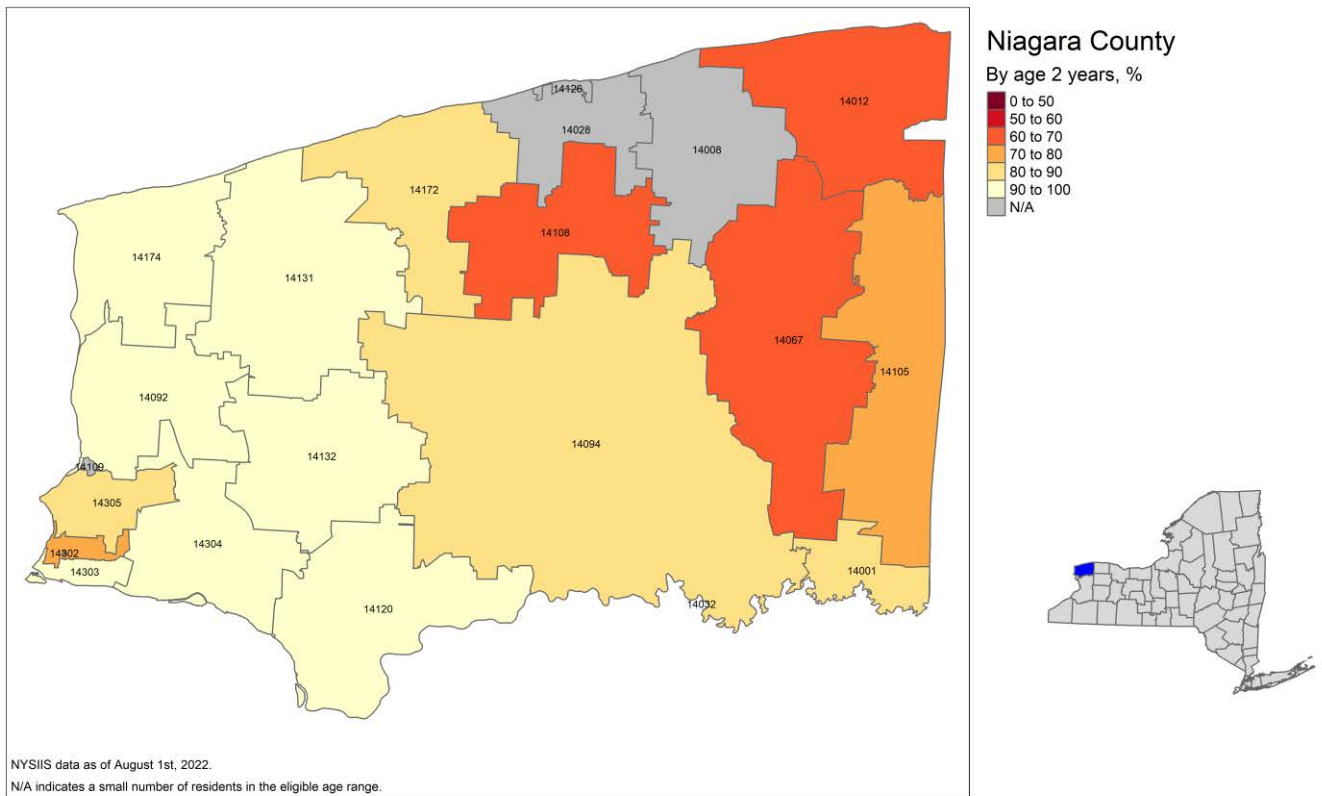 Niagara County
By age 2 years, %
0 to 50
50 to 60
60 to 70
70 to 80
80 to 90
90 to 100
N/A
14012
14126
14028
14008
14172
14108
14174
14131
14067
14105
14092
14094
14132
14109
14305
14304
14302
14303
14001
14032
14120
NYSIIS data as of August 1st, 2022.
N/A indicates a small number of residents in the eligible age range.